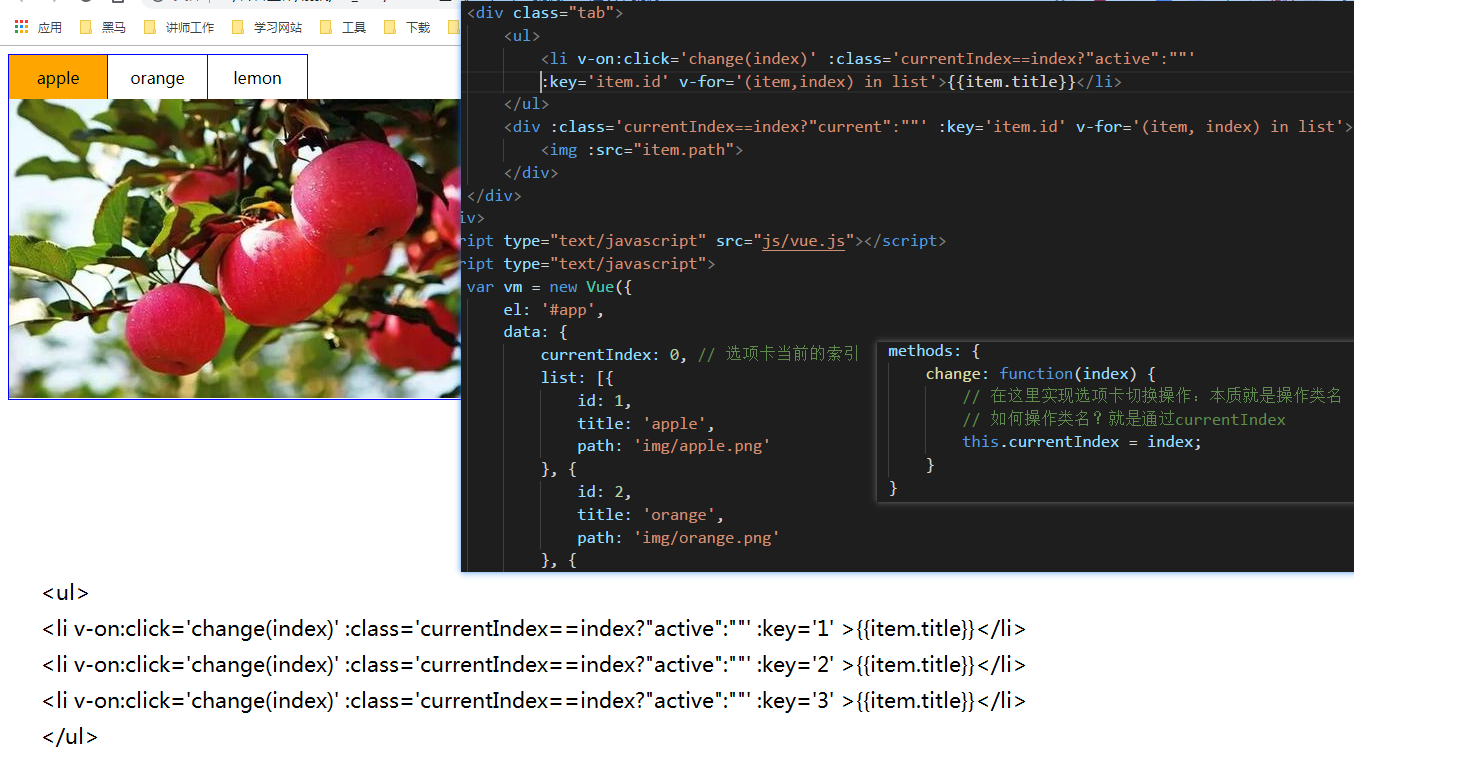 应用 黑马 讲师工作 学习网站 工具 下载
apple orange lemon
<div class="tab">
<ul>
<li v-on:click='change(index)' :class='currentIndex==index?"active":""'
:key='item.id' v-for='(item,index) in list'>{{item.title}}</li>
</ul>
<div :class='currentIndex==index?"current":""' :key='item.id' v-for='(item, index) in list'>
<img :src="item.path">
</div>
</div>
iv>
ript type="text/javascript" src="js/vue.js"></script>
ript type="text/javascript">
var vm = new Vue({
el: '#app',
data: {
currentIndex: 0, // 选项卡当前的索引
list: [{
id: 1,
title: 'apple',
path: 'img/apple.png'
}, {
id: 2,
title: 'orange',
path: 'img/orange.png'
}, {
methods: {
change: function(index) {
// 在这里实现选项卡切换操作：本质就是操作类名
// 如何操作类名？就是通过currentIndex
this.currentIndex = index;
}
}
<ul>
<li v-on:click='change(index)' :class='currentIndex==index?"active":""' :key='1' >{{item.title}}</li>
<li v-on:click='change(index)' :class='currentIndex==index?"active":""' :key='2' >{{item.title}}</li>
<li v-on:click='change(index)' :class='currentIndex==index?"active":""' :key='3' >{{item.title}}</li>
</ul>